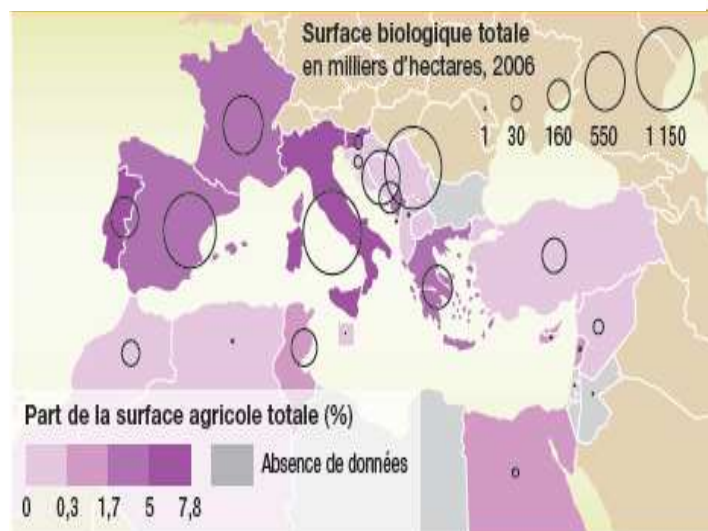 Surface biologique totale
en milliers d'hectares, 2006
1 30 160 550 1 150
Part de la surface agricole totale (%)
Absence de données
0 0,3 1,7 5 7,8